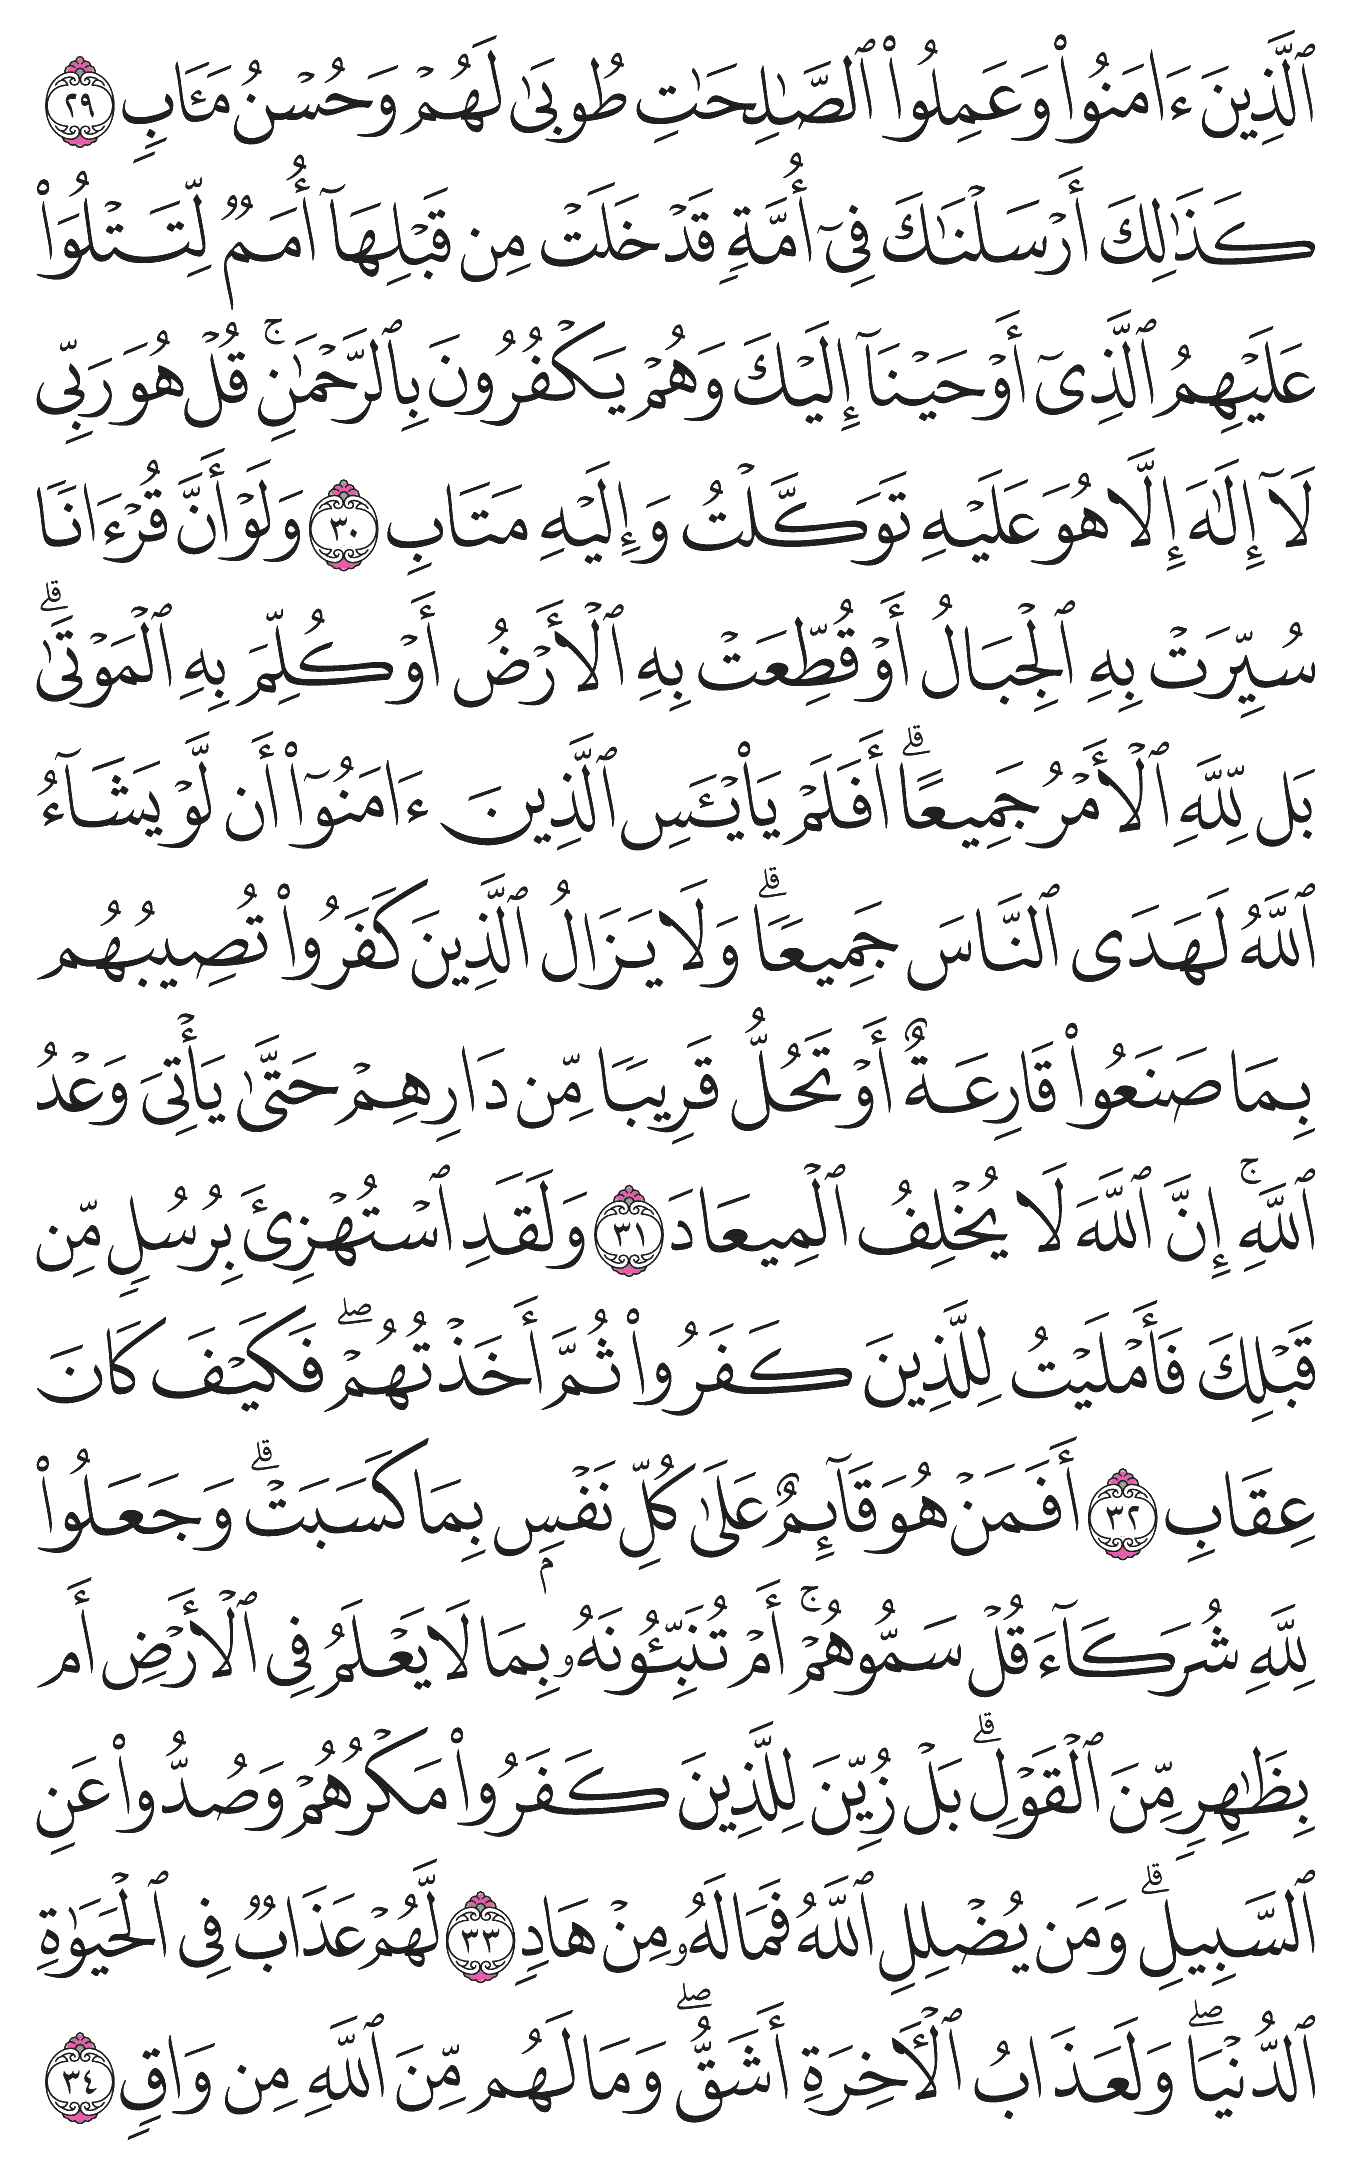 ٱلَّذِينَ ءَامَنُوا۟ وَعَمِلُوا۟ ٱلصَّٰلِحَٰتِ طُوبَىٰ لَهُمْ وَحُسْنُ مَـَٔابٍ ٢٩
كَذَٰلِكَ أَرْسَلْنَٰكَ فِىٓ أُمَّةٍ قَدْ خَلَتْ مِن قَبْلِهَآ أُمَمٌ لِّتَتْلُوَا۟
عَلَيْهِمُ ٱلَّذِىٓ أَوْحَيْنَآ إِلَيْكَ وَهُمْ يَكْفُرُونَ بِٱلرَّحْمَٰنِ ۚ قُلْ هُوَ رَبِّى
لَآ إِلَٰهَ إِلَّا هُوَ عَلَيْهِ تَوَكَّلْتُ وَإِلَيْهِ مَتَابِ ٣٠ وَلَوْ أَنَّ قُرْءَانًا
سُيِّرَتْ بِهِ ٱلْجِبَالُ أَوْ قُطِّعَتْ بِهِ ٱلْأَرْضُ أَوْ كُلِّمَ بِهِ ٱلْمَوْتَىٰ ۗ
بَل لِّلَّهِ ٱلْأَمْرُ جَمِيعًا ۗ أَفَلَمْ يَا۟يْـَٔسِ ٱلَّذِينَ ءَامَنُوٓا۟ أَن لَّوْ يَشَآءُ
ٱللَّهُ لَهَدَى ٱلنَّاسَ جَمِيعًا ۗ وَلَا يَزَالُ ٱلَّذِينَ كَفَرُوا۟ تُصِيبُهُم
بِمَا صَنَعُوا۟ قَارِعَةٌ أَوْ تَحُلُّ قَرِيبًا مِّن دَارِهِمْ حَتَّىٰ يَأْتِىَ وَعْدُ
ٱللَّهِ ۚ إِنَّ ٱللَّهَ لَا يُخْلِفُ ٱلْمِيعَادَ ٣١ وَلَقَدِ ٱسْتُهْزِئَ بِرُسُلٍ مِّن
قَبْلِكَ فَأَمْلَيْتُ لِلَّذِينَ كَفَرُوا۟ ثُمَّ أَخَذْتُهُمْ ۖ فَكَيْفَ كَانَ
عِقَابِ ٣٢ أَفَمَنْ هُوَ قَآئِمٌ عَلَىٰ كُلِّ نَفْسٍۭ بِمَا كَسَبَتْ ۗ وَجَعَلُوا۟
لِلَّهِ شُرَكَآءَ قُلْ سَمُّوهُمْ ۚ أَمْ تُنَبِّـُٔونَهُۥ بِمَا لَا يَعْلَمُ فِى ٱلْأَرْضِ أَم
بِظَٰهِرٍ مِّنَ ٱلْقَوْلِ ۗ بَلْ زُيِّنَ لِلَّذِينَ كَفَرُوا۟ مَكْرُهُمْ وَصُدُّوا۟ عَنِ
ٱلسَّبِيلِ ۗ وَمَن يُضْلِلِ ٱللَّهُ فَمَا لَهُۥ مِنْ هَادٍ ٣٣ لَّهُمْ عَذَابٌ فِى ٱلْحَيَوٰةِ
ٱلدُّنْيَا ۖ وَلَعَذَابُ ٱلْـَٔاخِرَةِ أَشَقُّ ۖ وَمَا لَهُم مِّنَ ٱللَّهِ مِن وَاقٍ ٣٤